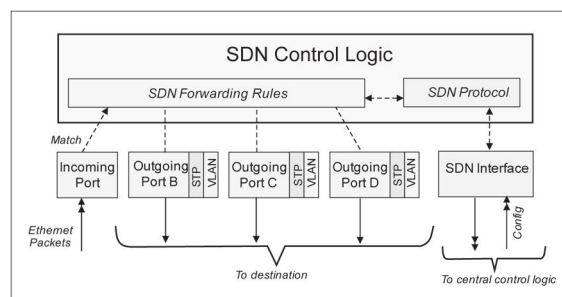 SDN Control Logic
SDN Forwarding Rules
SDN Protocol
Match
Incoming
Port
Outgoing
Port B
STP
VLAN
Outgoing
Port C
STP
VLAN
Outgoing
Port D
STP
VLAN
SDN Interface
Ethernet
Packets
Config
To destination
To central control logic